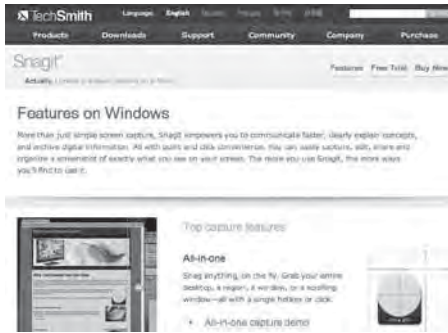 TechSmith Language English
Products Downloads Support Community Company Purchase
Snagit
Features Free Trial Buy Now
Actually,
Features on Windows
More than just simple screen capture, Snagit empowers you to communicate faster, clearly explain concepts,
and archive digital information. All with point and click convenience. You can easily capture, edit, share and
organize a screenshot of exactly what you see on your screen. The more you use Snagit, the more ways
you'll find to use it.
Top capture features
All-in-one
Snag anything, on the fly. Grab your entire
desktop, a region, a window, or a scrolling
window—all with a single hotkey or click.
• All-in-one capture demo